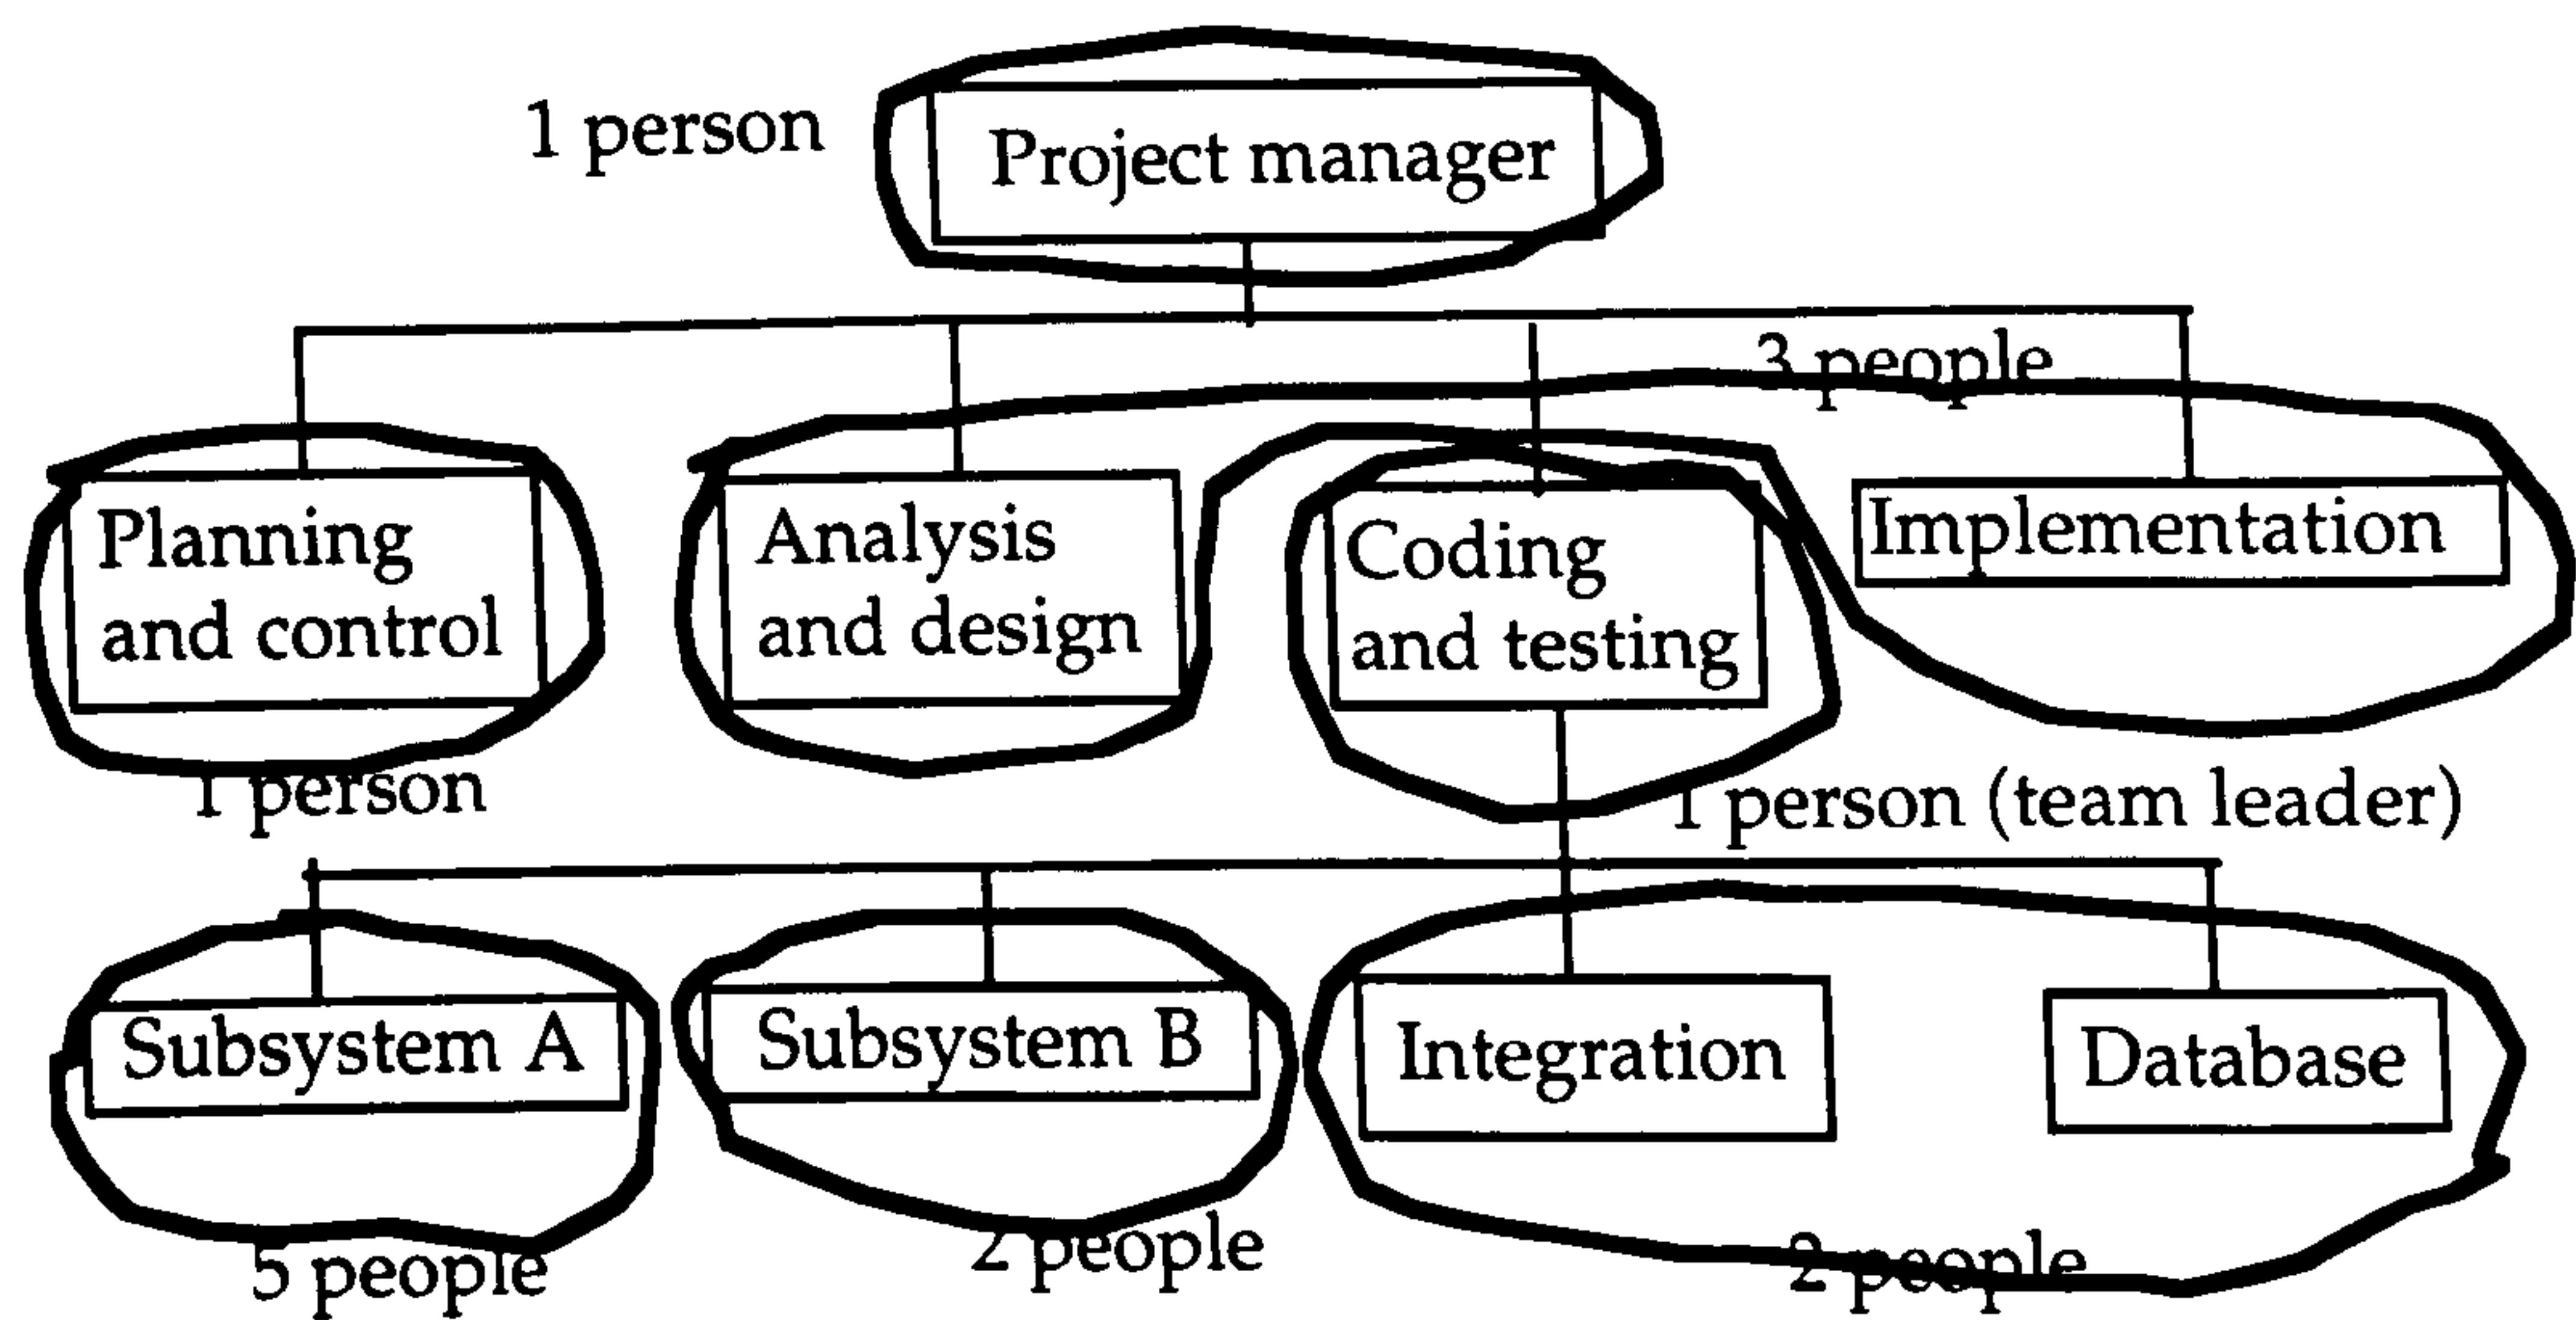 1 person
Project manager
3 people
Planning
and control
Analysis
and design
Coding
and testing
Implementation
1 person
1 person (team leader)
Subsystem A
Subsystem B
Integration
Database
5 people
2 people
2 people